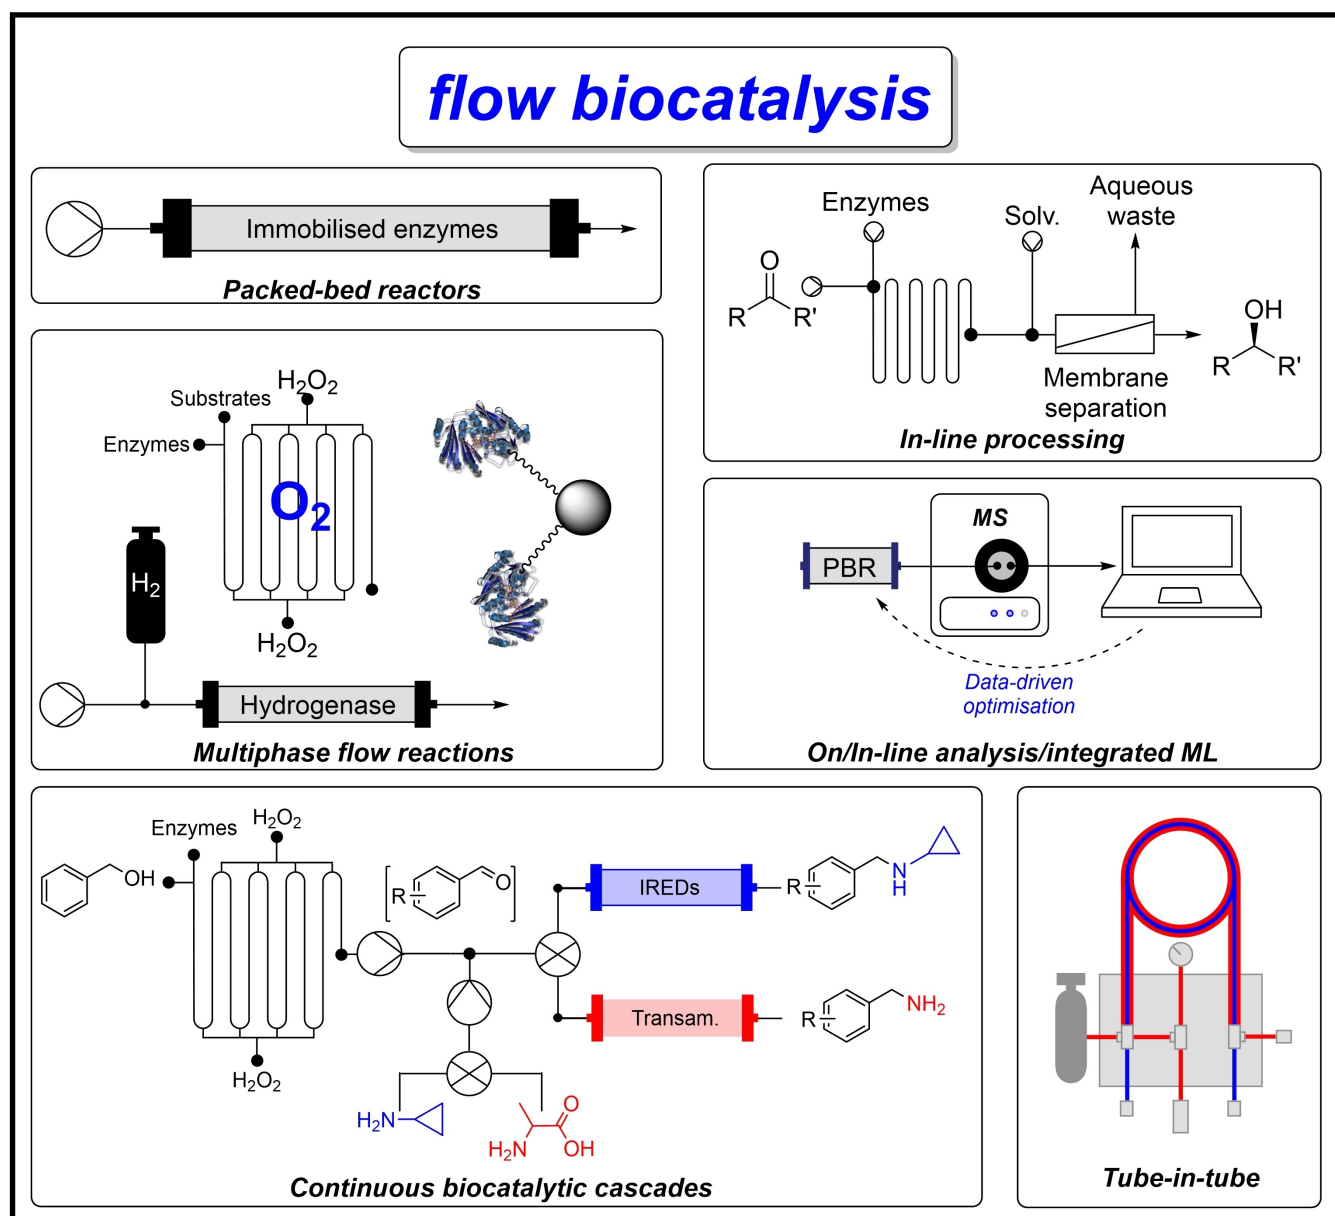 flow biocatalysis
Immobilised enzymes
Packed-bed reactors
Enzymes
Solv.
Aqueous
waste
O
R R'
OH
R R'
Membrane
separation
In-line processing
H₂O₂
Substrates
Enzymes
O₂
H₂
H₂O₂
Hydrogenase
Multiphase flow reactions
MS
PBR
Data-driven
optimisation
On/In-line analysis/integrated ML
Enzymes
H₂O₂
OH
R
O
H₂O₂
IREDs
R
N
H
Transam.
R
NH₂
H₂N
O
H₂N
OH
Continuous biocatalytic cascades
Tube-in-tube